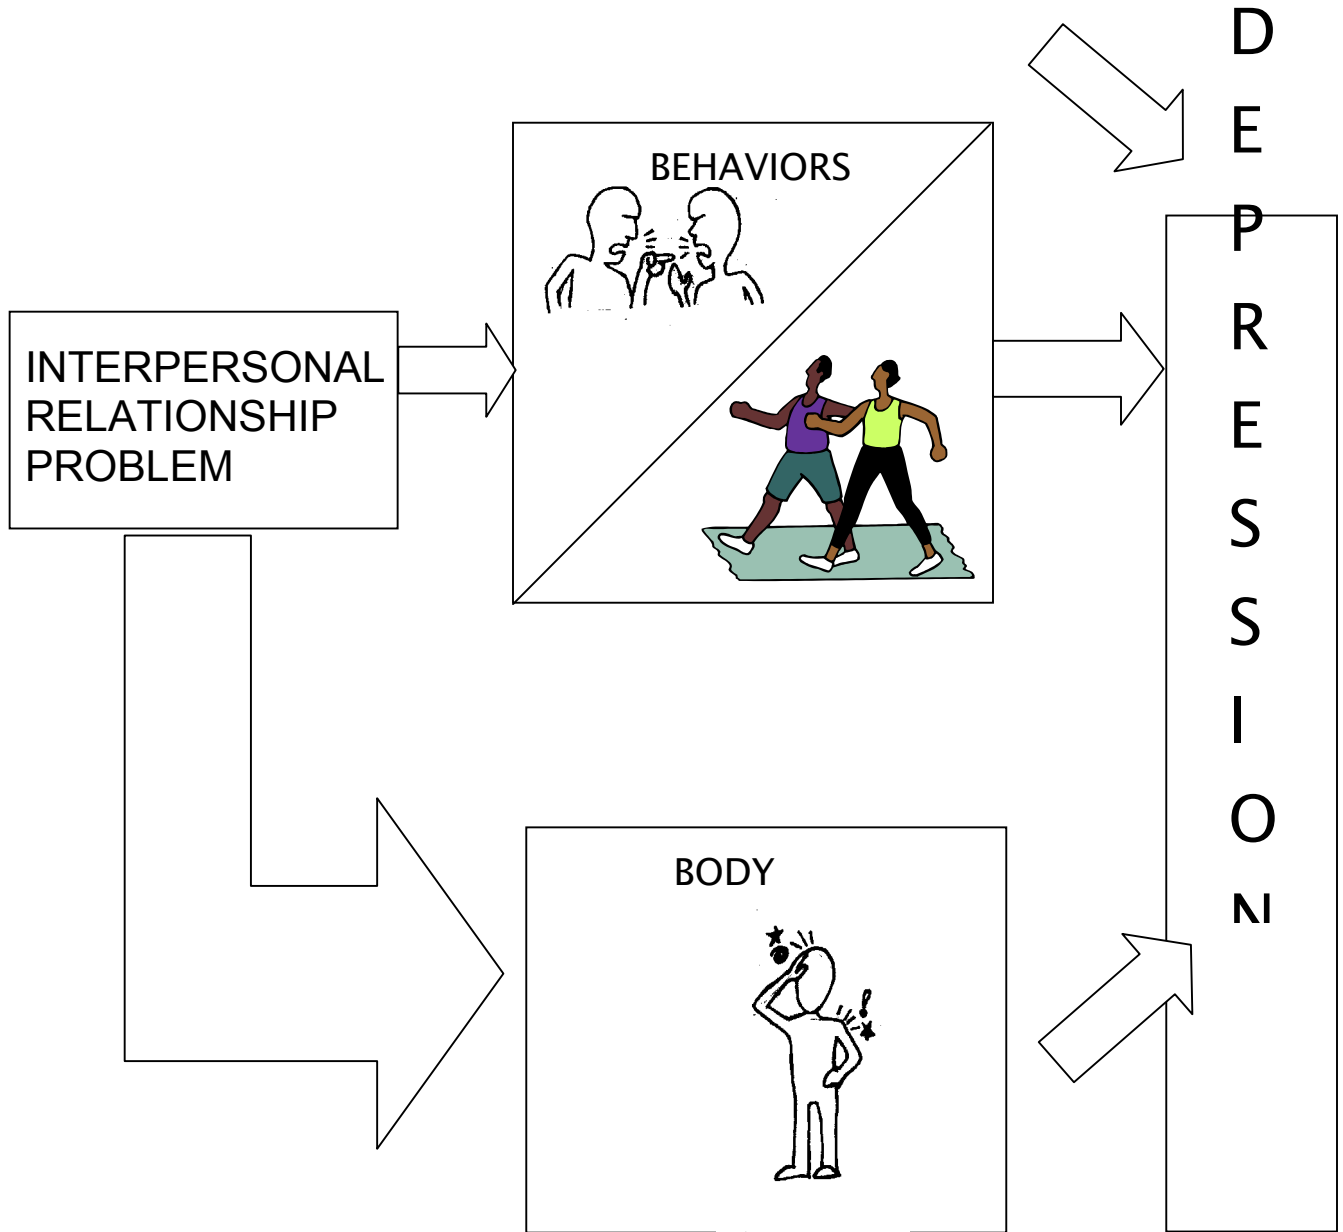 INTERPERSONAL
RELATIONSHIP
PROBLEM
BEHAVIORS
BODY
D
E
P
R
E
S
S
I
O
N